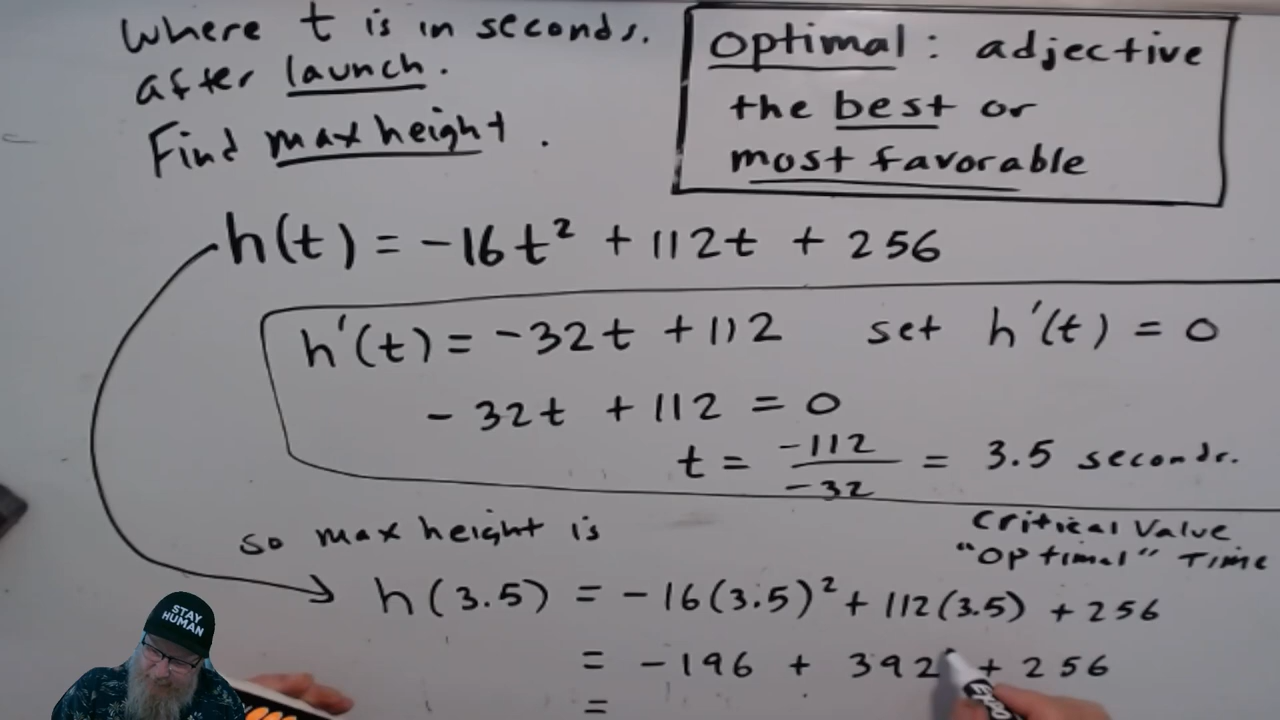 where t is in seconds.
after launch.
Find max height.
optimal: adjective
the best or
most favorable
h(t) = -16t² + 112t + 256
h'(t) = -32t + 112 set h'(t) = 0
-32t + 112 = 0
t = -112/-32 = 3.5 seconds.
Critical Value
"Optimal" Time
so max height is
h(3.5) = -16(3.5)² + 112(3.5) + 256
= -196 + 392 + 256
=
STAY
HUMAN
EXPO